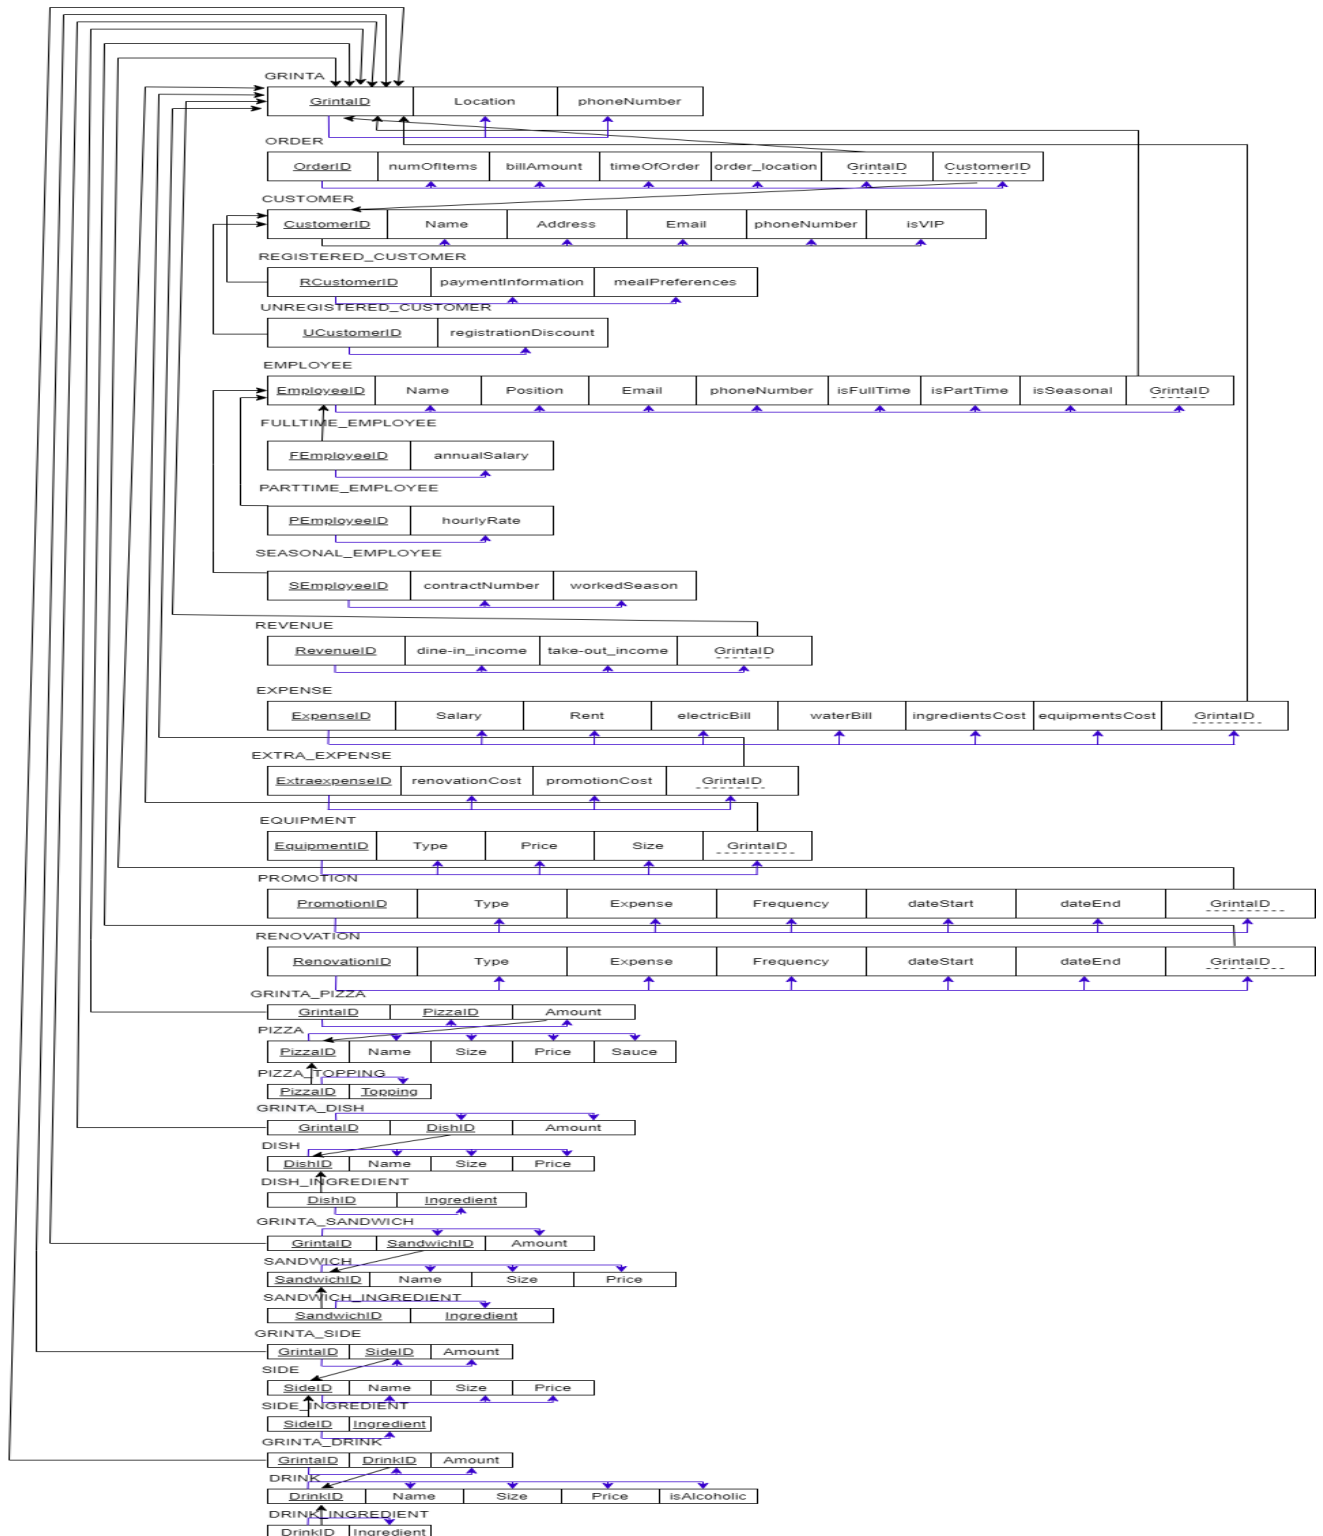 GRINTA
GrintaID Location phoneNumber
ORDER
OrderID numOfItems billAmount timeOfOrder order_location GrintaID CustomerID
CUSTOMER
CustomerID Name Address Email phoneNumber isVIP
REGISTERED_CUSTOMER
RCustomerID paymentInformation mealPreferences
UNREGISTERED_CUSTOMER
UCustomerID registrationDiscount
EMPLOYEE
EmployeeID Name Position Email phoneNumber isFullTime isPartTime isSeasonal GrintaID
FULLTIME_EMPLOYEE
FEmployeeID annualSalary
PARTTIME_EMPLOYEE
PEmployeeID hourlyRate
SEASONAL_EMPLOYEE
SEmployeeID contractNumber workedSeason
REVENUE
RevenueID dine-in_income take-out_income GrintaID
EXPENSE
ExpenseID Salary Rent electricBill waterBill ingredientsCost equipmentsCost GrintaID
EXTRA_EXPENSE
ExtraexpenseID renovationCost promotionCost GrintaID
EQUIPMENT
EquipmentID Type Price Size GrintaID
PROMOTION
PromotionID Type Expense Frequency dateStart dateEnd GrintaID
RENOVATION
RenovationID Type Expense Frequency dateStart dateEnd GrintaID
GRINTA_PIZZA
GrintaID PizzaID Amount
PIZZA
PizzaID Name Size Price Sauce
PIZZA_TOPPING
PizzaID Topping
GRINTA_DISH
GrintaID DishID Amount
DISH
DishID Name Size Price
DISH_INGREDIENT
DishID Ingredient
GRINTA_SANDWICH
GrintaID SandwichID Amount
SANDWICH
SandwichID Name Size Price
SANDWICH_INGREDIENT
SandwichID Ingredient
GRINTA_SIDE
GrintaID SideID Amount
SIDE
SideID Name Size Price
SIDE_INGREDIENT
SideID Ingredient
GRINTA_DRINK
GrintaID DrinkID Amount
DRINK
DrinkID Name Size Price isAlcoholic
DRINK_INGREDIENT
DrinkID Ingredient